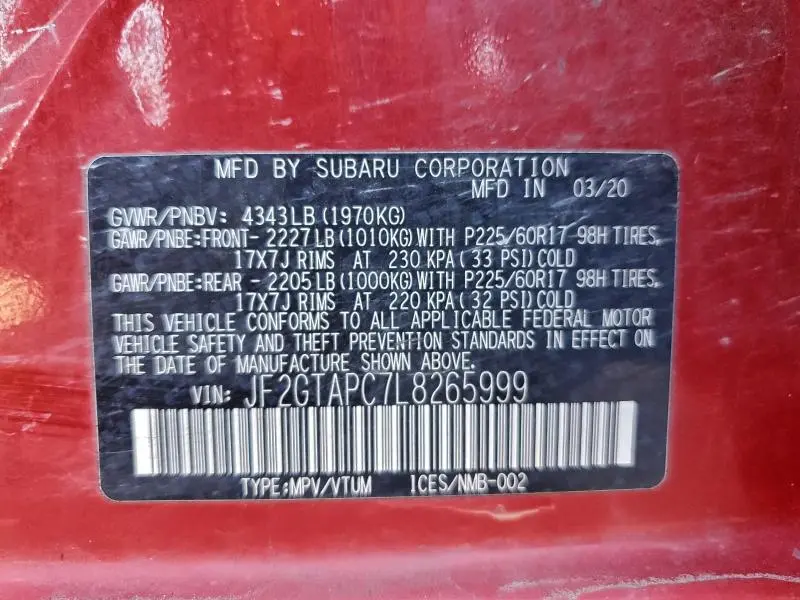 MFD BY SUBARU CORPORATION
MFD IN 03/20
GVWR/PNBV: 4343LB(1970KG)
GAWR/PNBE:FRONT- 2227LB(1010KG)WITH P225/60R17 98H TIRES,
17X7J RIMS AT 230 KPA(33 PSI)COLD
GAWR/PNBE:REAR - 2205LB(1000KG)WITH P225/60R17 98H TIRES,
17X7J RIMS AT 220 KPA(32 PSI)COLD
THIS VEHICLE CONFORMS TO ALL APPLICABLE FEDERAL MOTOR
VEHICLE SAFETY AND THEFT PREVENTION STANDARDS IN EFFECT ON
THE DATE OF MANUFACTURE SHOWN ABOVE.
VIN: JF2GTAPC7L8265999
TYPE:MPV/VTUM ICES/NMB-002